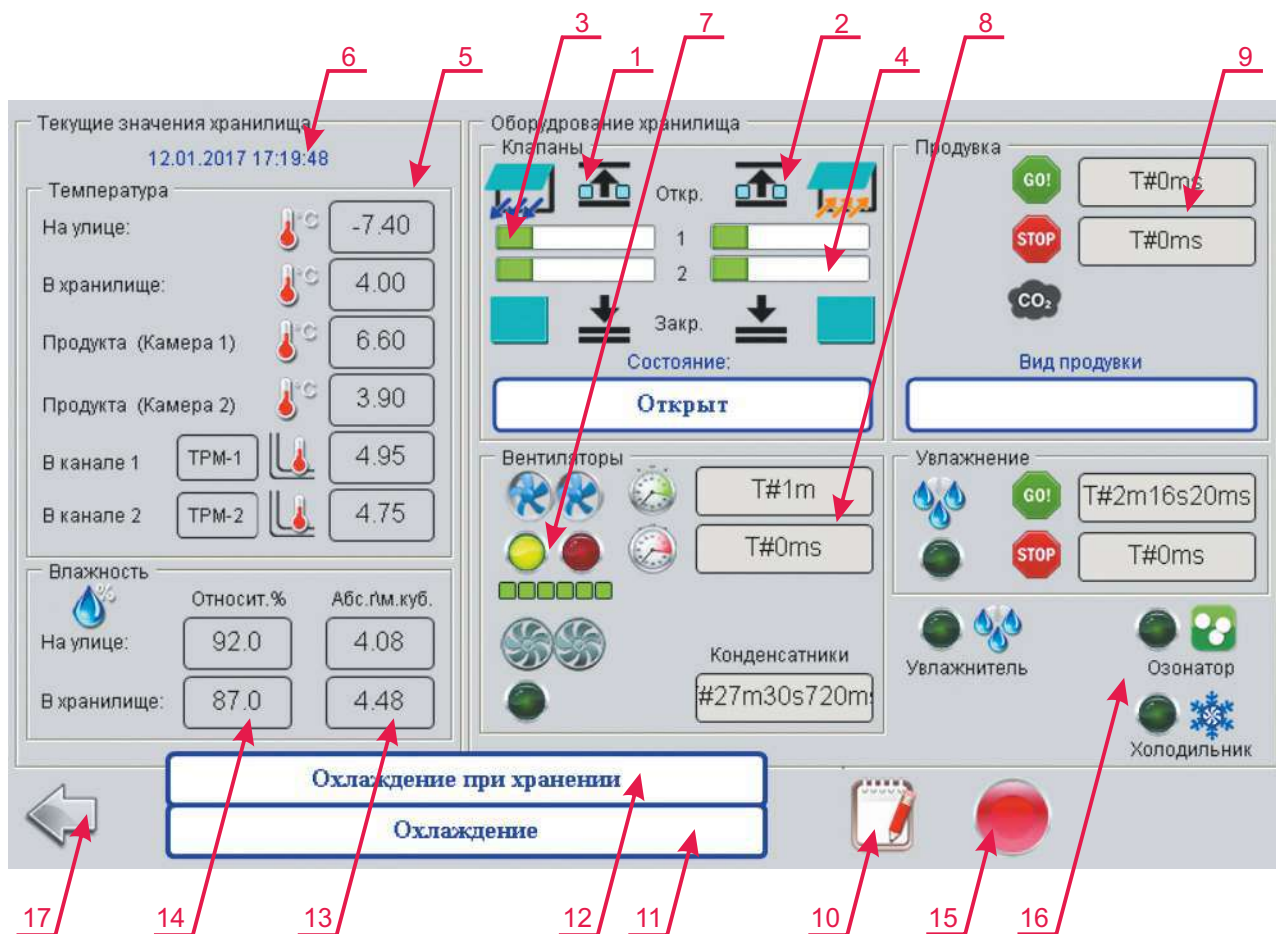 3 7 2 8
6 1 5 4 9
Текущие значения хранилища
12.01.2017 17:19:48
Температура
На улице: °C -7.40
В хранилище: °C 4.00
Продукта (Камера 1) °C 6.60
Продукта (Камера 2) °C 3.90
В канале 1 ТРМ-1 4.95
В канале 2 ТРМ-2 4.75
Влажность
%
Относит.% Абс.г\м.куб.
На улице: 92.0 4.08
В хранилище: 87.0 4.48
Оборудрование хранилища
Клапаны
Откр.
1
2
Закр.
Состояние:
Открыт
Продувка
GO! T#0ms
STOP T#0ms
CO2
Вид продувки
Вентиляторы
T#1m
T#0ms
Конденсатники
#27m30s720m
Увлажнение
GO! T#2m16s20ms
STOP T#0ms
Увлажнитель
Озонатор
Холодильник
Охлаждение при хранении
Охлаждение
17 14 13 12 11 10 15 16